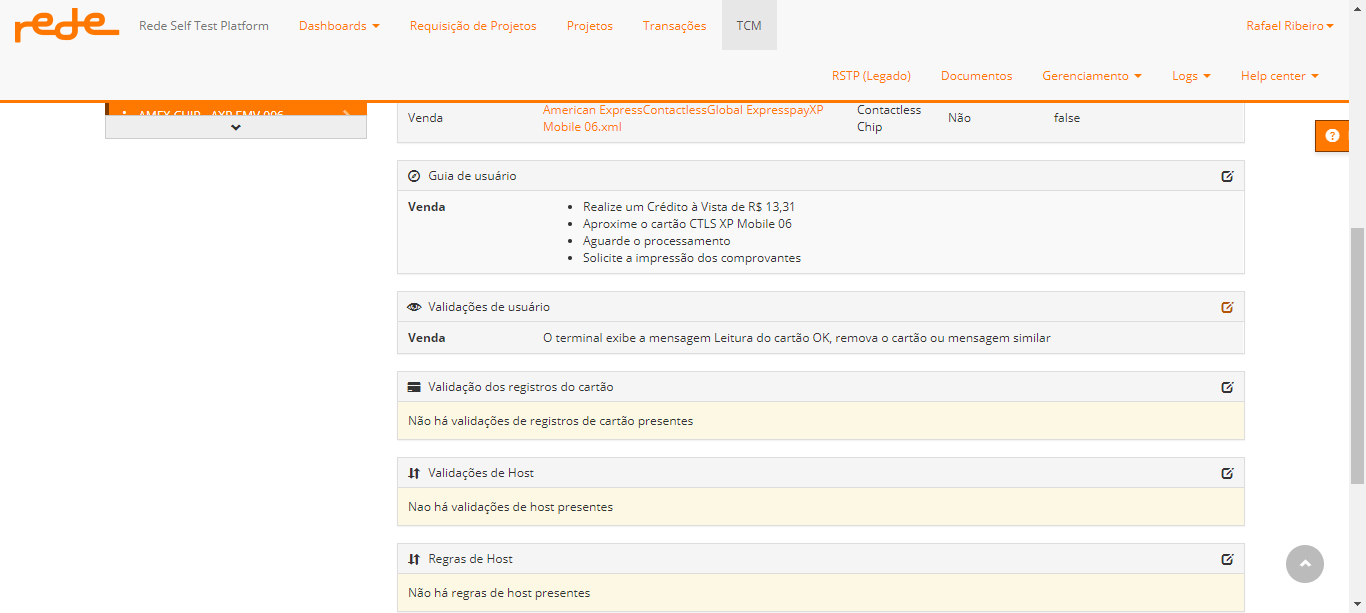 rede Rede Self Test Platform Dashboards Requisição de Projetos Projetos Transações TCM Rafael Ribeiro
RSTP (Legado) Documentos Gerenciamento Logs Help center
AMEX CHIP - AXP EMV 006
Venda American ExpressContactlessGlobal ExpresspayXP Contactless Não false
Mobile 06.xml Chip
Guia de usuário
Venda Realize um Crédito à Vista de R$ 13,31
Aproxime o cartão CTLS XP Mobile 06
Aguarde o processamento
Solicite a impressão dos comprovantes
Validações de usuário
Venda O terminal exibe a mensagem Leitura do cartão OK, remova o cartão ou mensagem similar
Validação dos registros do cartão
Não há validações de registros de cartão presentes
Validações de Host
Nao há validações de host presentes
Regras de Host
Não há regras de host presentes